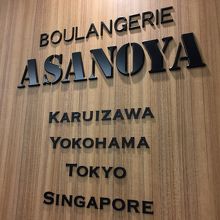 BOULANGERIE
ASANOYA
KARUIZAWA
YOKOHAMA
TOKYO
SINGAPORE